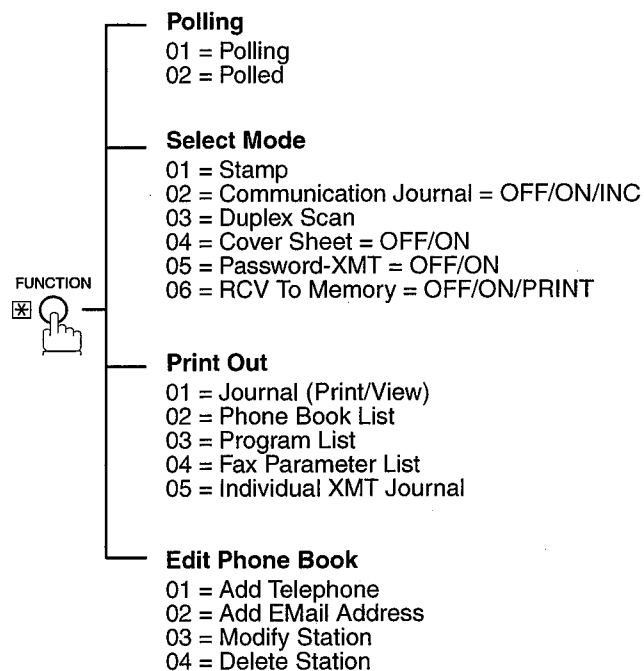 Polling
01 = Polling
02 = Polled
Select Mode
01 = Stamp
02 = Communication Journal = OFF/ON/INC
03 = Duplex Scan
04 = Cover Sheet = OFF/ON
05 = Password-XMT = OFF/ON
06 = RCV To Memory = OFF/ON/PRINT
FUNCTION
Print Out
01 = Journal (Print/View)
02 = Phone Book List
03 = Program List
04 = Fax Parameter List
05 = Individual XMT Journal
Edit Phone Book
01 = Add Telephone
02 = Add EMail Address
03 = Modify Station
04 = Delete Station